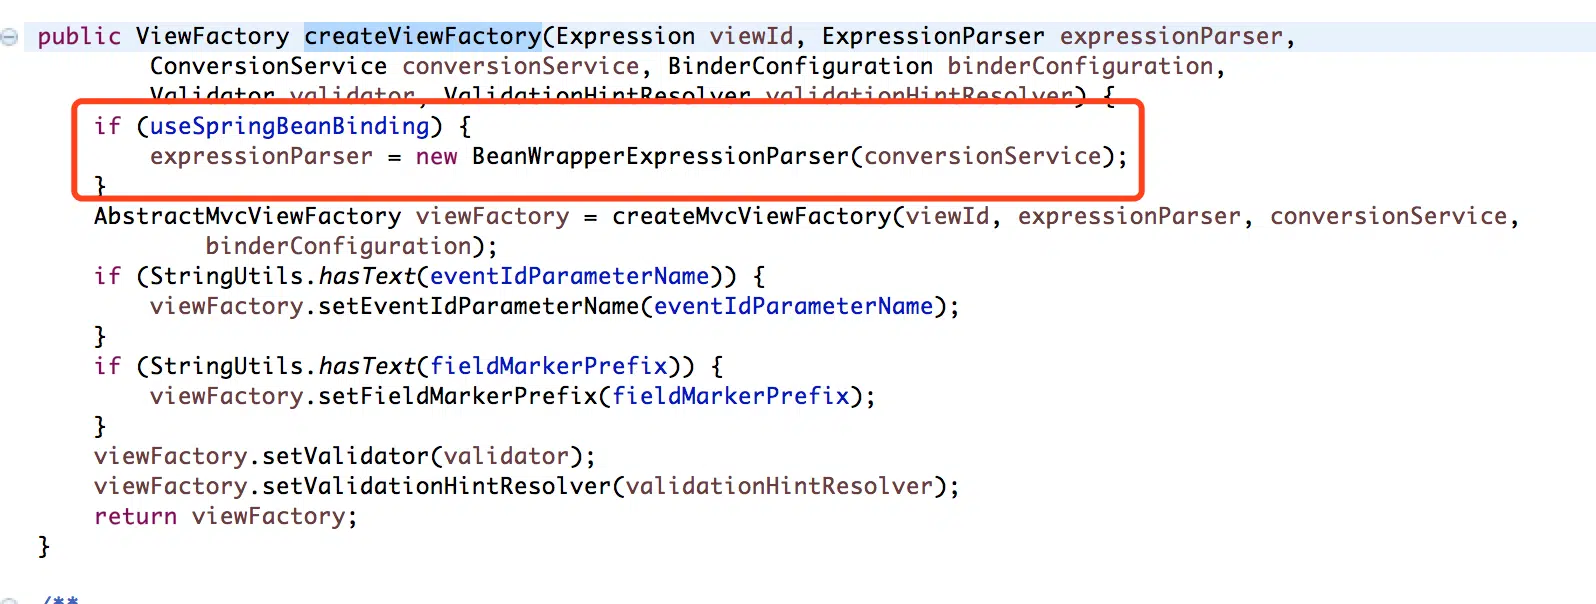 public ViewFactory createViewFactory(Expression viewId, ExpressionParser expressionParser,
ConversionService conversionService, BinderConfiguration binderConfiguration,
Validator validator, ValidationHintResolver validationHintResolver) {
if (useSpringBeanBinding) {
expressionParser = new BeanWrapperExpressionParser(conversionService);
}
AbstractMvcViewFactory viewFactory = createMvcViewFactory(viewId, expressionParser, conversionService,
binderConfiguration);
if (StringUtils.hasText(eventIdParameterName)) {
viewFactory.setEventIdParameterName(eventIdParameterName);
}
if (StringUtils.hasText(fieldMarkerPrefix)) {
viewFactory.setFieldMarkerPrefix(fieldMarkerPrefix);
}
viewFactory.setValidator(validator);
viewFactory.setValidationHintResolver(validationHintResolver);
return viewFactory;
}
/**